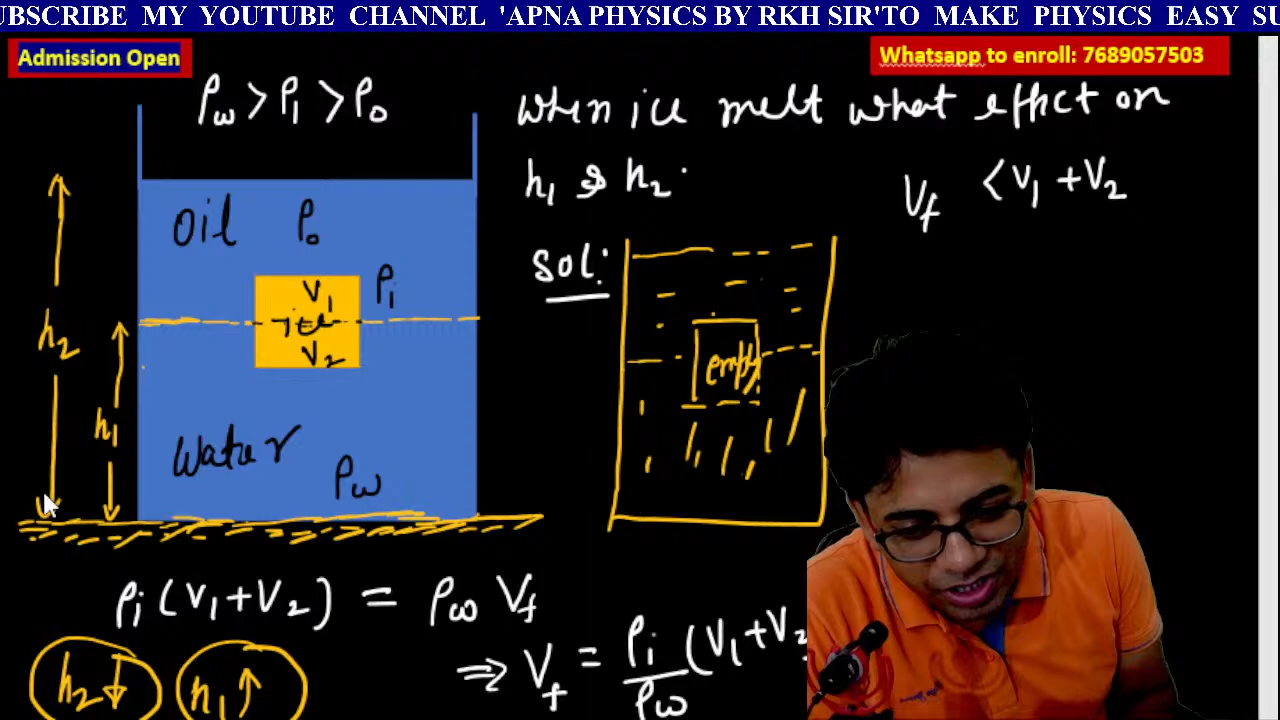 UBSCRIBE MY YOUTUBE CHANNEL 'APNA PHYSICS BY RKH SIR'TO MAKE PHYSICS EASY SU
Admission Open
Whatsapp to enroll: 7689057503
ρw > ρi > ρo
when ice melt what effect on
h1 & h2.
Vf < V1 + V2
oil ρo
V1
ρi
ice
V2
h2
h1
water
ρw
Sol:
empty
ρi (V1 + V2) = ρw Vf
⇒ Vf = ρi/ρw (V1 + V2
h2 ↓
h1 ↑